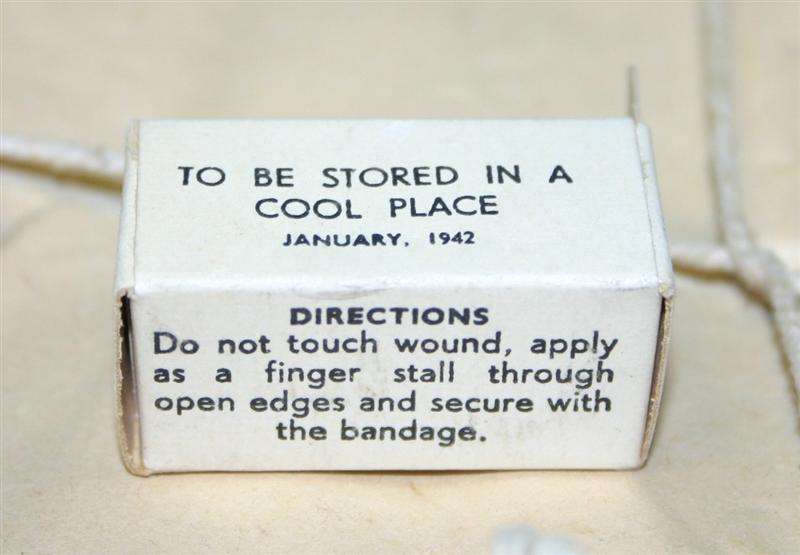 TO BE STORED IN A
COOL PLACE
JANUARY, 1942
DIRECTIONS
Do not touch wound, apply
as a finger stall through
open edges and secure with
the bandage.